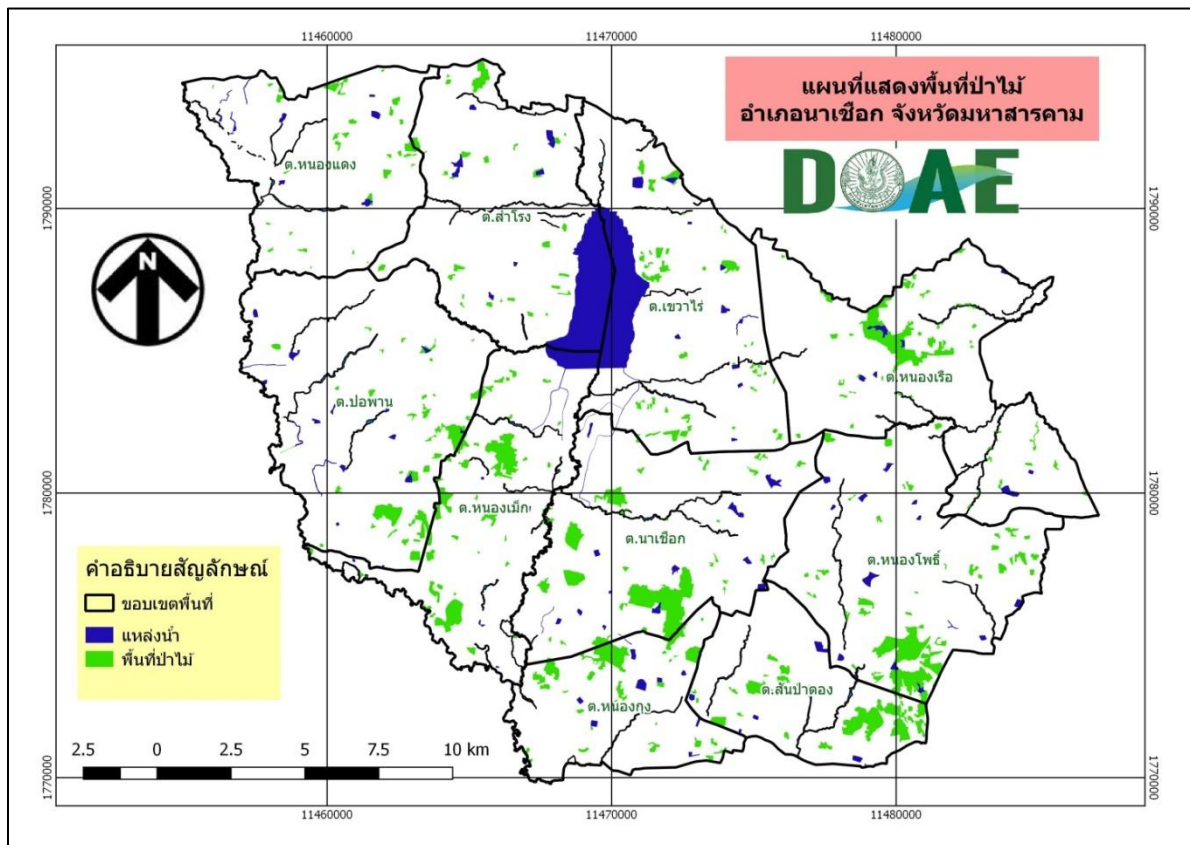 11460000 11470000 11480000
แผนที่แสดงพื้นที่ป่าไม้
อำเภอนาเชือก จังหวัดมหาสารคาม
DOAE
ต.หนองแดง
1790000
1790000
ต.สำโรง
N
ต.เขวาไร่
ต.หนองเรือ
ต.ปอพาน
1780000
1780000
ต.หนองเม็ก
ต.นาเชือก
ต.หนองโพธิ์
คำอธิบายสัญลักษณ์
ขอบเขตพื้นที่
แหล่งน้ำ
พื้นที่ป่าไม้
ต.สันป่าตอง
ต.หนองกุง
2.5 0 2.5 5 7.5 10 km
1770000
1770000
11460000 11470000 11480000